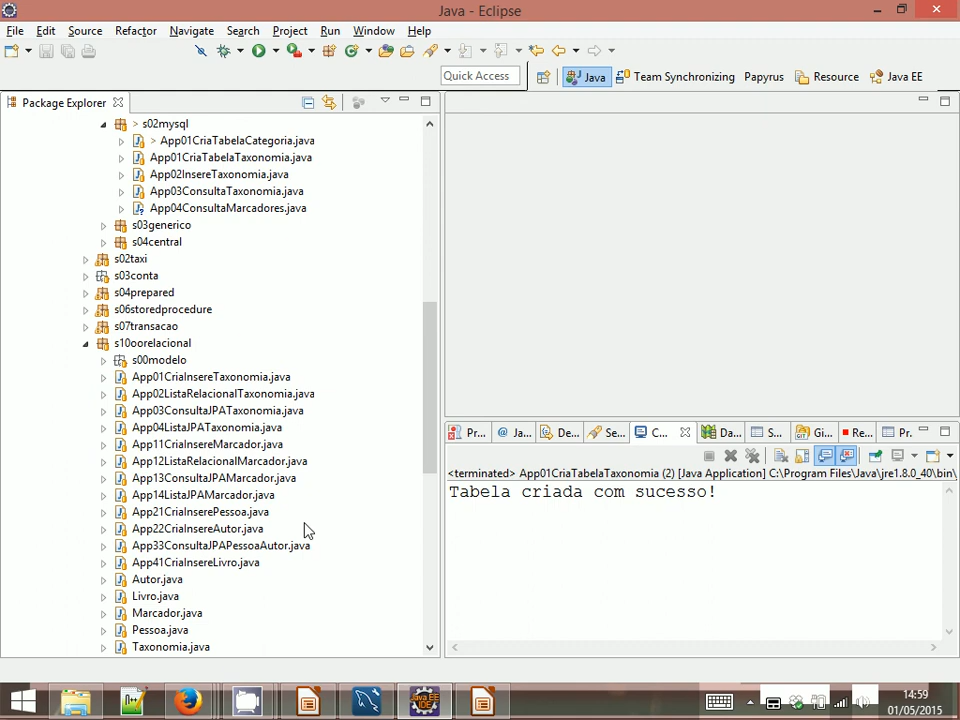 Java - Eclipse
File Edit Source Refactor Navigate Search Project Run Window Help
Quick Access
Java Team Synchronizing Papyrus Resource Java EE
Package Explorer
> s02mysql
> App01CriaTabelaCategoria.java
App01CriaTabelaTaxonomia.java
App02InsereTaxonomia.java
App03ConsultaTaxonomia.java
App04ConsultaMarcadores.java
s03generico
s04central
s02taxi
s03conta
s04prepared
s06storedprocedure
s07transacao
s10oorelacional
s00modelo
App01CriaInsereTaxonomia.java
App02ListaRelacionalTaxonomia.java
App03ConsultaJPATaxonomia.java
App04ListaJPATaxonomia.java
App11CriaInsereMarcador.java
App12ListaRelacionalMarcador.java
App13ConsultaJPAMarcador.java
App14ListaJPAMarcador.java
App21CriaInserePessoa.java
App22CriaInsereAutor.java
App33ConsultaJPAPessoaAutor.java
App41CriaInsereLivro.java
Autor.java
Livro.java
Marcador.java
Pessoa.java
Taxonomia.java
Pr... Ja... De... Se... C... Da... S... Gi... Re... Pr.
<terminated> App01CriaTabelaTaxonomia (2) [Java Application] C:\Program Files\Java\jre1.8.0_40\bin\
Tabela criada com sucesso!
Java EE
IDE
14:59
01/05/2015